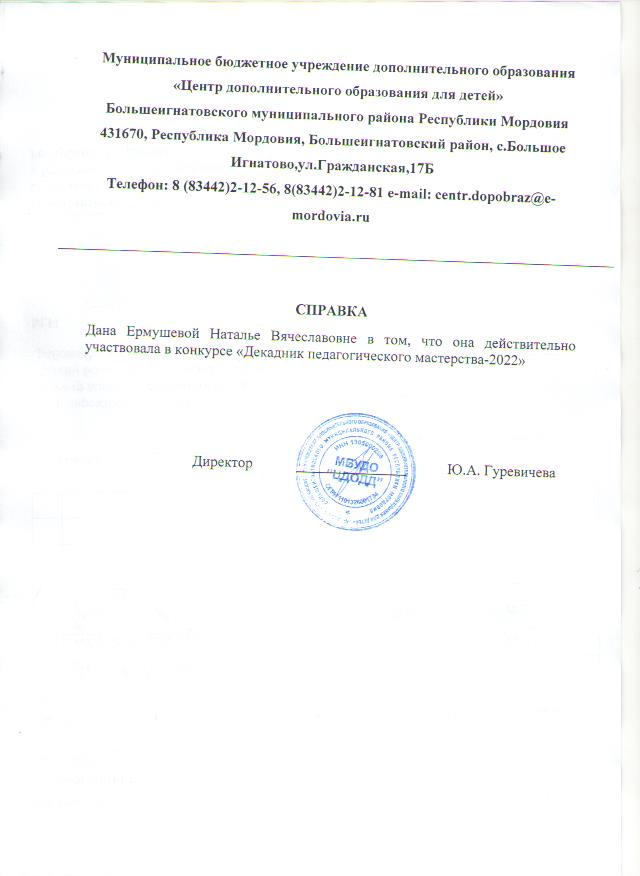 Муниципальное бюджетное учреждение дополнительного образования
«Центр дополнительного образования для детей»
Большеигнатовского муниципального района Республики Мордовия
431670, Республика Мордовия, Большеигнатовский район, с.Большое
Игнатово,ул.Гражданская,17Б
Телефон: 8 (83442)2-12-56, 8(83442)2-12-81 e-mail: centr.dopobraz@e-
mordovia.ru
СПРАВКА
Дана Ермушевой Наталье Вячеславовне в том, что она действительно
участвовала в конкурсе «Декадник педагогического мастерства-2022»
Директор
МБУДО
"ЦДОДД"
Ю.А. Гуревичева